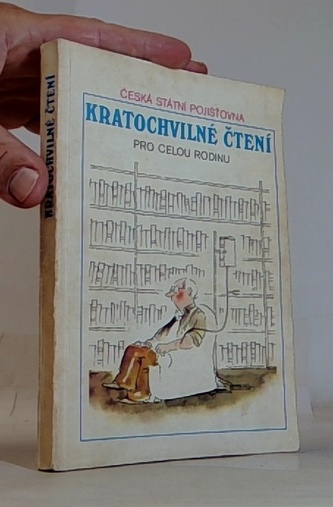 ČESKÁ STÁTNÍ POJIŠŤOVNA
KRATOCHVILNÉ ČTENÍ
PRO CELOU RODINU
KRATOCHVILNÉ ČTENÍ